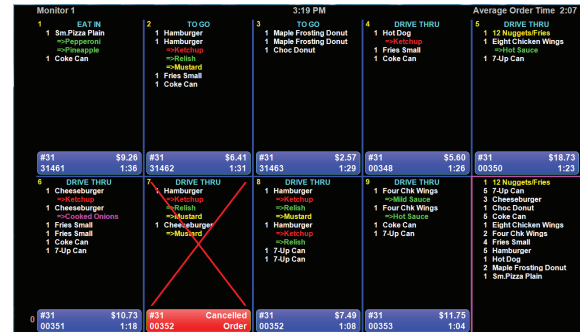 Monitor 1 3:19 PM Average Order Time 2:07
1 EAT IN
1 Sm.Pizza Plain
=>Pepperoni
=>Pineapple
1 Coke Can
#31 $9.26
31461 1:36
2 TO GO
1 Hamburger
1 Hamburger
=>Ketchup
=>Relish
=>Mustard
1 Fries Small
1 Coke Can
#31 $6.41
31462 1:31
3 TO GO
1 Maple Frosting Donut
1 Maple Frosting Donut
1 Choc Donut
#31 $2.57
31463 1:29
4 DRIVE THRU
1 Hot Dog
=>Ketchup
1 Fries Small
1 Coke Can
#31 $5.60
00348 1:26
5 DRIVE THRU
1 12 Nuggets/Fries
1 Eight Chicken Wings
=>Hot Sauce
1 7-Up Can
#31 $18.73
00350 1:23
6 DRIVE THRU
1 Cheeseburger
=>Ketchup
1 Cheeseburger
=>Cooked Onions
1 Fries Small
1 Fries Small
1 Coke Can
1 7-Up Can
0 #31 $10.73
00351 1:18
7 DRIVE THRU
1 Hamburger
=>Ketchup
=>Relish
=>Mustard
1 Cheeseburger
=>Mustard
#31 Cancelled
00352 Order
8 DRIVE THRU
1 Hamburger
=>Relish
=>Mustard
1 Hamburger
=>Ketchup
=>Relish
1 7-Up Can
1 7-Up Can
#31 $7.49
00352 1:08
9 DRIVE THRU
1 Four Chk Wings
=>Mild Sauce
1 Four Chk Wings
=>Hot Sauce
1 Coke Can
1 7-Up Can
#31 $11.75
00353 1:04
1 12 Nuggets/Fries
5 7-Up Can
3 Cheeseburger
1 Choc Donut
5 Coke Can
1 Eight Chicken Wings
2 Four Chk Wings
4 Fries Small
5 Hamburger
1 Hot Dog
2 Maple Frosting Donut
1 Sm.Pizza Plain